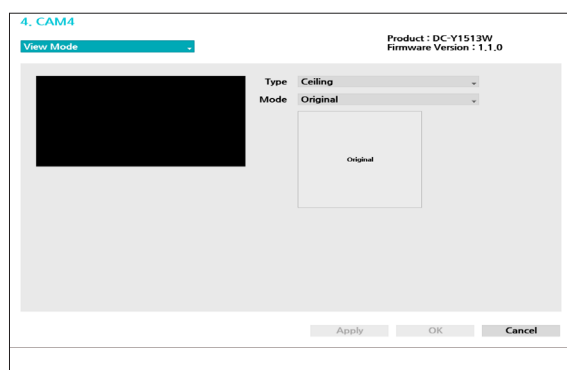 4. CAM4
View Mode
Product : DC-Y1513W
Firmware Version : 1.1.0
Type Ceiling
Mode Original
Original
Apply OK Cancel